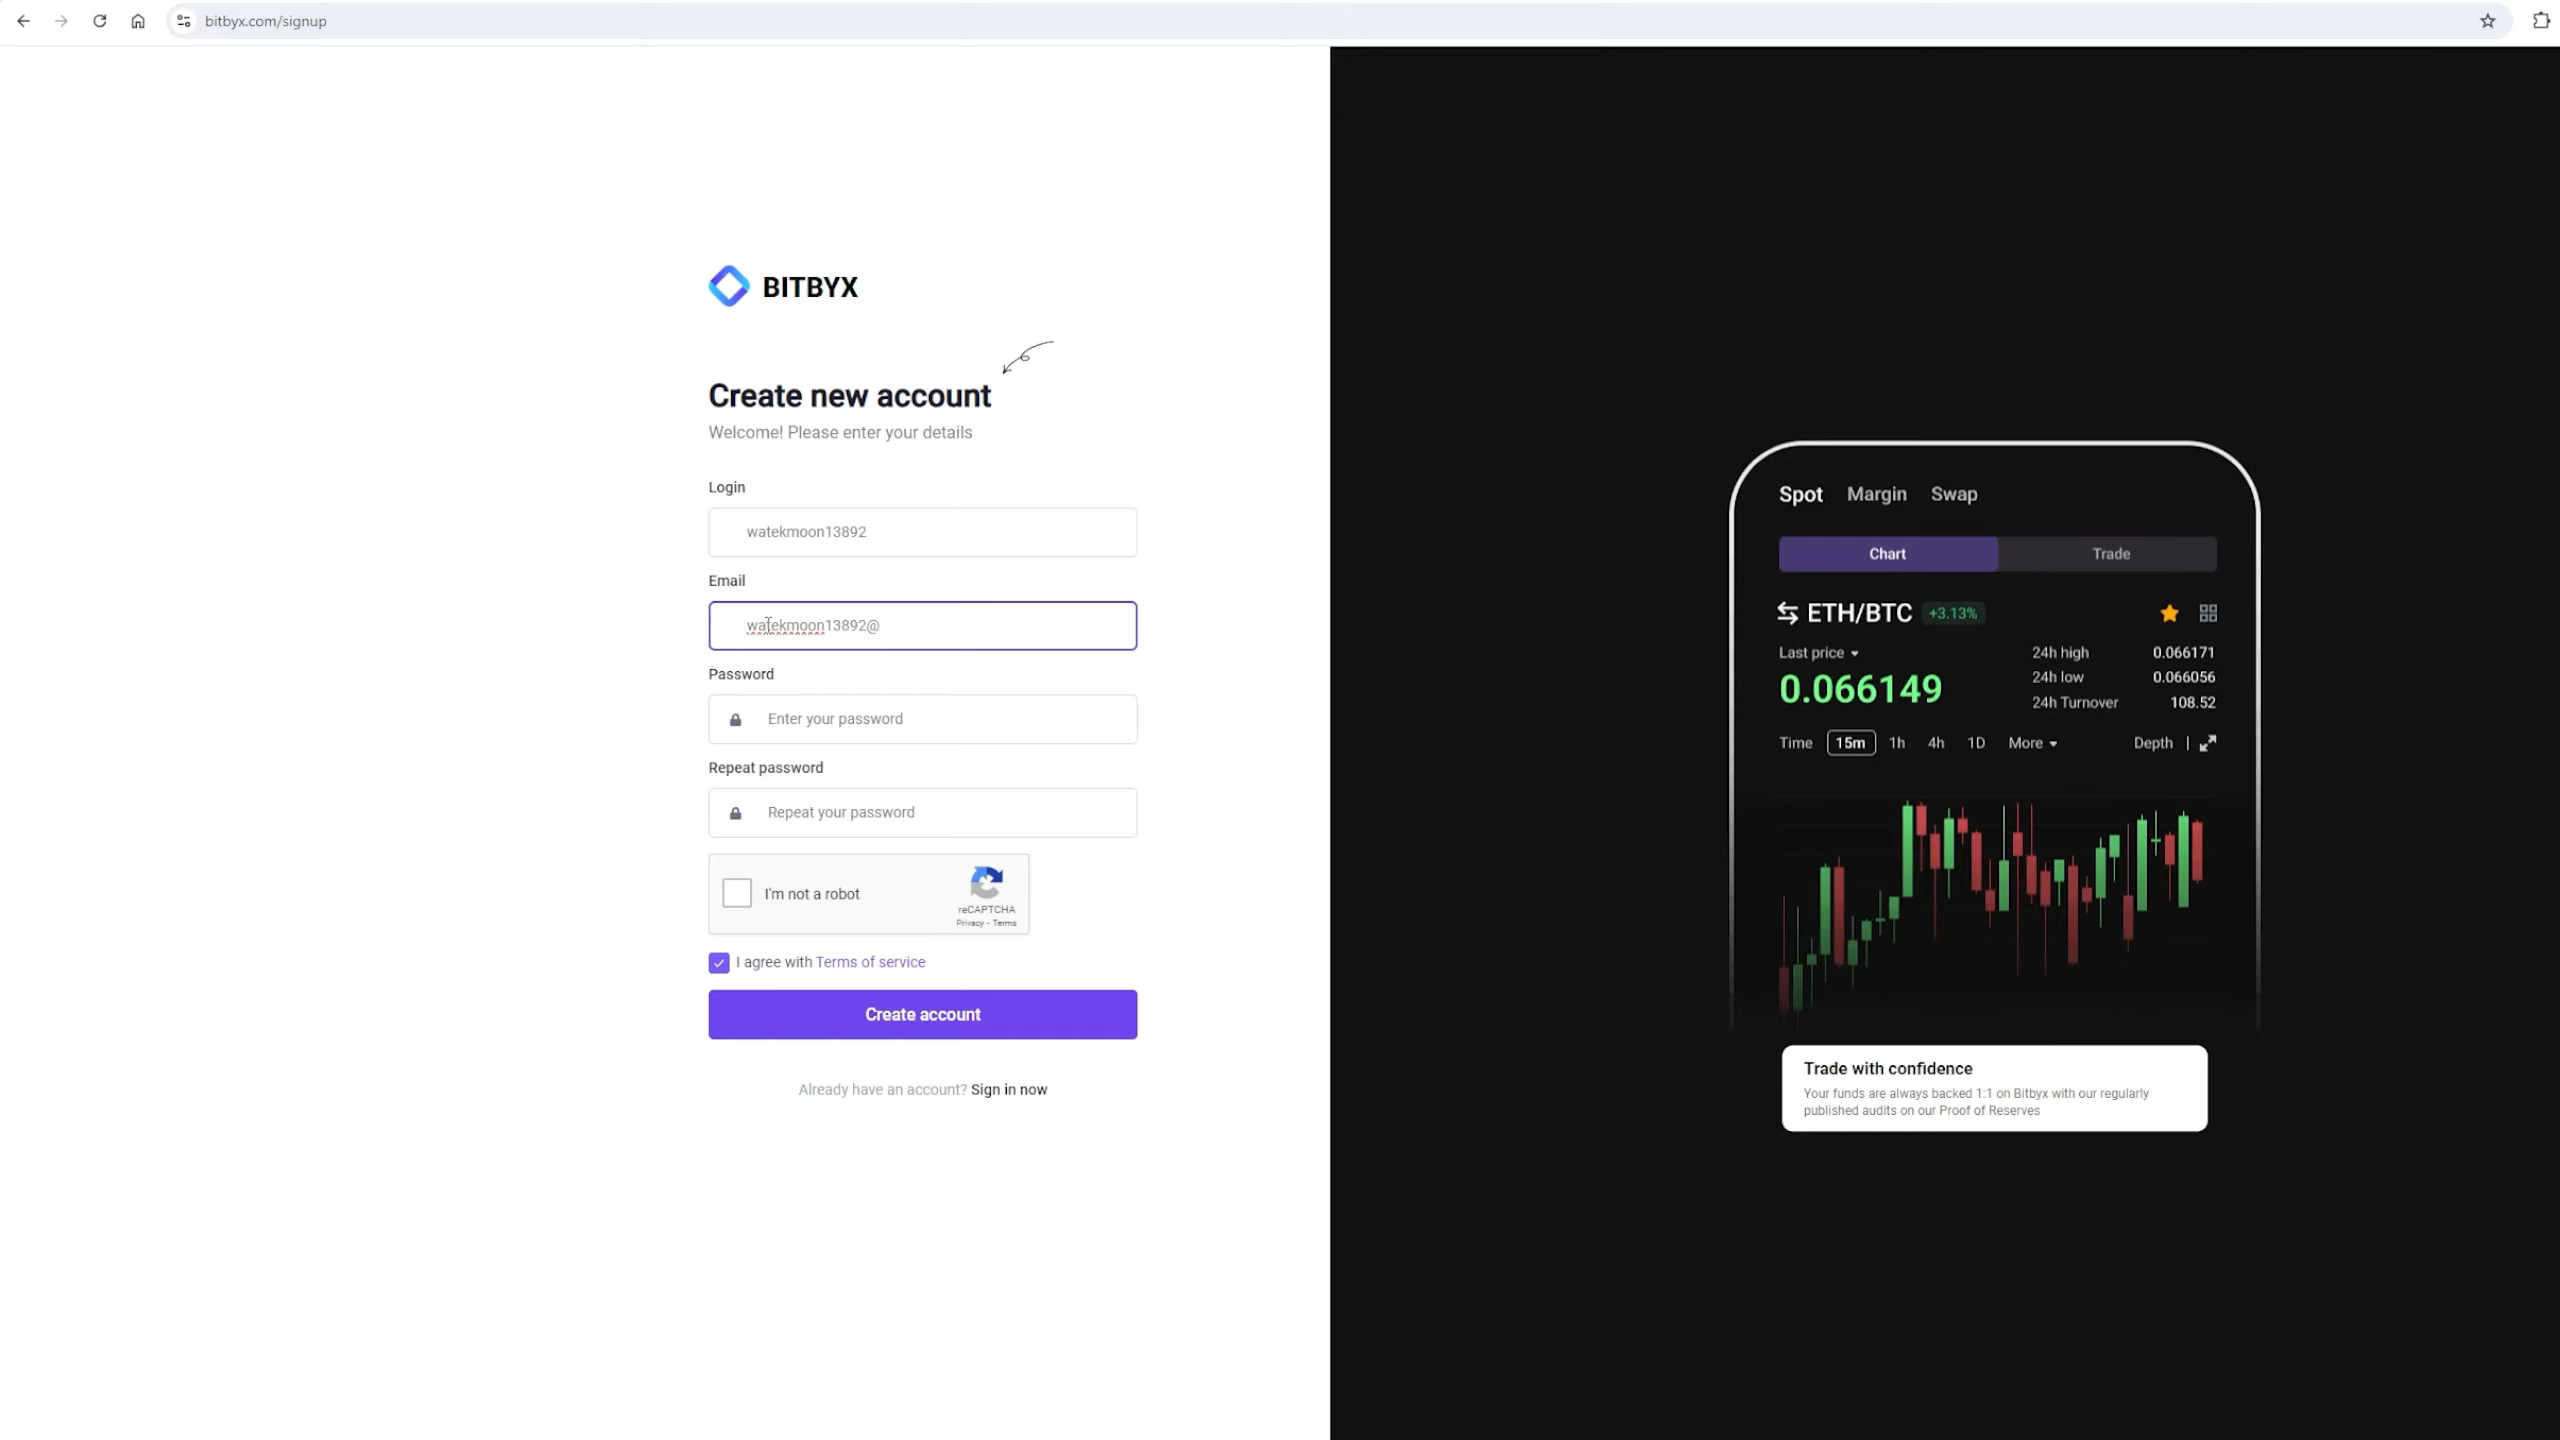 bitbyx.com/signup
BITBYX
Create new account
Welcome! Please enter your details
Login
watekmoon13892
Email
watekmoon13892@
Password
Enter your password
Repeat password
Repeat your password
I'm not a robot
reCAPTCHA
Privacy - Terms
I agree with Terms of service
Create account
Already have an account? Sign in now
Spot Margin Swap
Chart Trade
ETH/BTC +3.13%
Last price
0.066149
24h high 0.066171
24h low 0.066056
24h Turnover 108.52
Time 15m 1h 4h 1D More Depth |
Trade with confidence
Your funds are always backed 1:1 on Bitbyx with our regularly
published audits on our Proof of Reserves